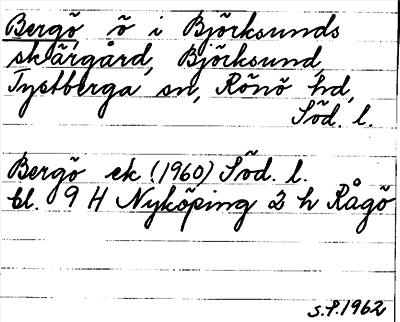 Bergö, ö i Björksunds
skärgård, Björksund,
Tystberga sn, Rönö hd,
Söd. l.
Bergö ek (1960) Söd. l.
bl. 9 H Nyköping 2 h Rågö
s.f. 1962